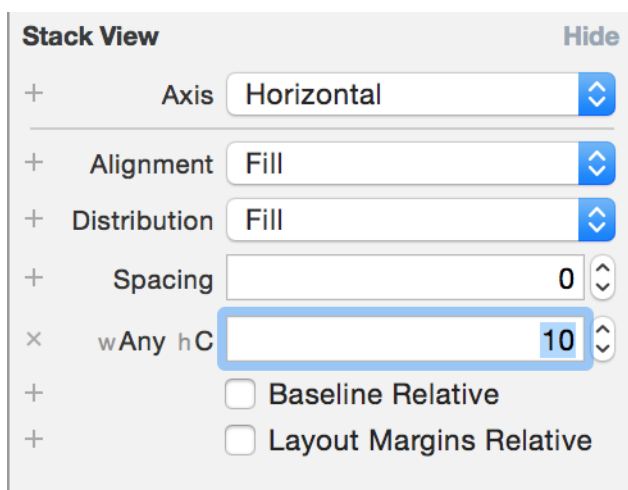 Stack View Hide
+ Axis Horizontal
+ Alignment Fill
+ Distribution Fill
+ Spacing 0
× wAny hC 10
+ Baseline Relative
+ Layout Margins Relative